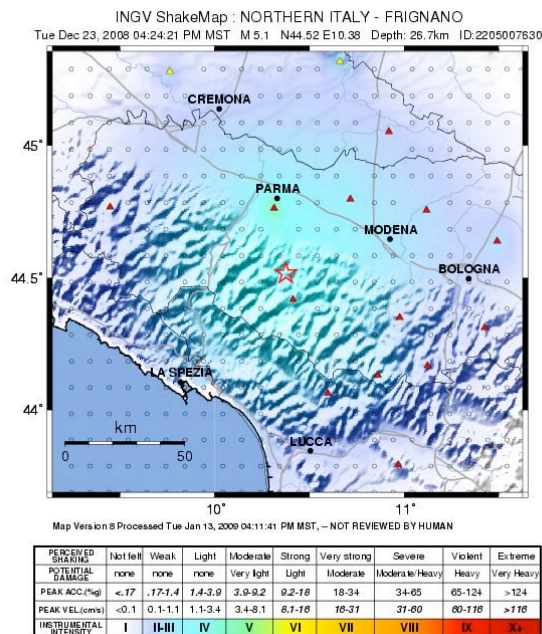 INGV ShakeMap : NORTHERN ITALY - FRIGNANO
Tue Dec 23, 2008 04:24:21 PM MST M 5.1 N44.52 E10.38 Depth: 26.7km ID:2205007630
CREMONA
45°
PARMA
MODENA
44.5°
BOLOGNA
LA SPEZIA
44°
km
LUCCA
0 50
10° 11°
Map Version 8 Processed Tue Jan 13, 2009 04:11:41 PM MST, -- NOT REVIEWED BY HUMAN
PERCEIVED SHAKING Not felt Weak Light Moderate Strong Very strong Severe Violent Extreme
POTENTIAL DAMAGE none none none Very light Light Moderate Moderate/Heavy Heavy Very Heavy
PEAK ACC.(%g) <.17 .17-1.4 1.4-3.9 3.9-9.2 9.2-18 18-34 34-65 65-124 >124
PEAK VEL.(cm/s) <0.1 0.1-1.1 1.1-3.4 3.4-8.1 8.1-16 16-31 31-60 60-116 >116
INSTRUMENTAL INTENSITY I II-III IV V VI VII VIII IX X+